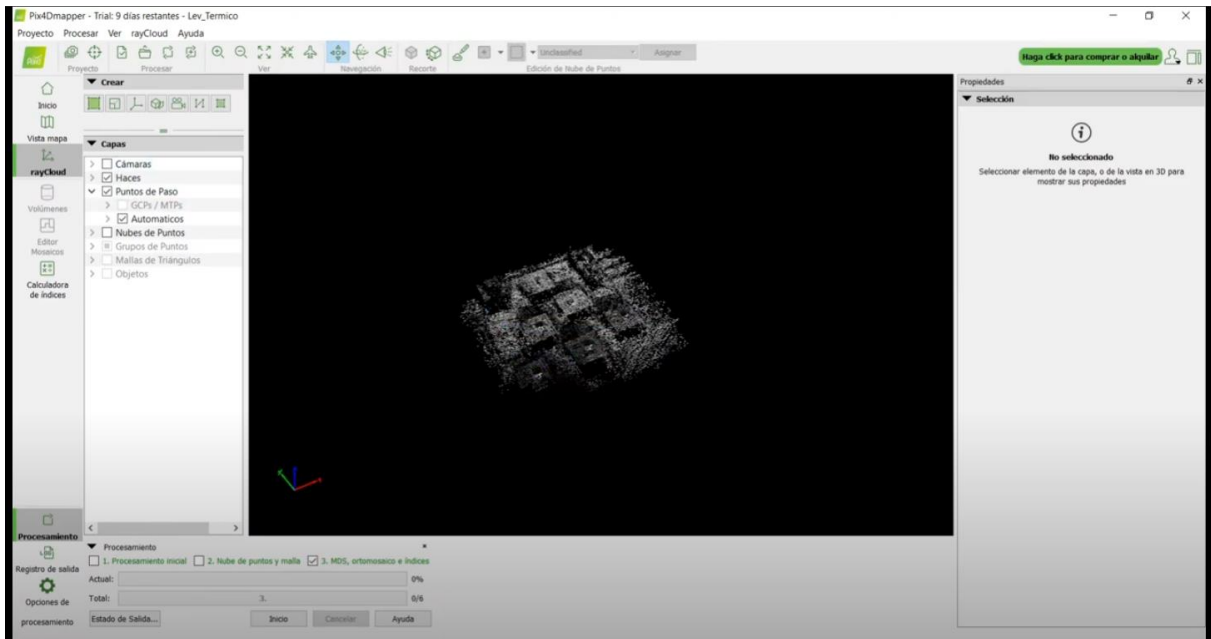 Pix4Dmapper - Trial: 9 días restantes - Lev_Termico
Proyecto Procesar Ver rayCloud Ayuda
Proyecto Procesar Ver Navegación Recorte Edición de Nube de Puntos
Unclassified Asignar
Haga click para comprar o alquilar
Inicio
Vista mapa
rayCloud
Volúmenes
Editor
Mosaicos
Calculadora
de índices
Crear
Capas
Cámaras
Haces
Puntos de Paso
GCPs / MTPs
Automaticos
Nubes de Puntos
Grupos de Puntos
Mallas de Triángulos
Objetos
Propiedades
Selección
No seleccionado
Seleccionar elemento de la capa, o de la vista en 3D para
mostrar sus propiedades
Procesamiento
Registro de salida
Opciones de
procesamiento
Procesamiento
1. Procesamiento inicial 2. Nube de puntos y malla 3. MDS, ortomosaico e índices
Actual: 0%
Total: 3. 0/6
Estado de Salida... Inicio Cancelar Ayuda